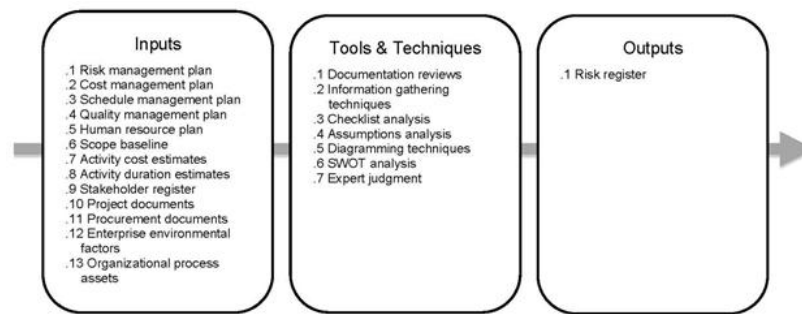 Inputs
.1 Risk management plan
.2 Cost management plan
.3 Schedule management plan
.4 Quality management plan
.5 Human resource plan
.6 Scope baseline
.7 Activity cost estimates
.8 Activity duration estimates
.9 Stakeholder register
.10 Project documents
.11 Procurement documents
.12 Enterprise environmental
factors
.13 Organizational process
assets
Tools & Techniques
.1 Documentation reviews
.2 Information gathering
techniques
.3 Checklist analysis
.4 Assumptions analysis
.5 Diagramming techniques
.6 SWOT analysis
.7 Expert judgment
Outputs
.1 Risk register